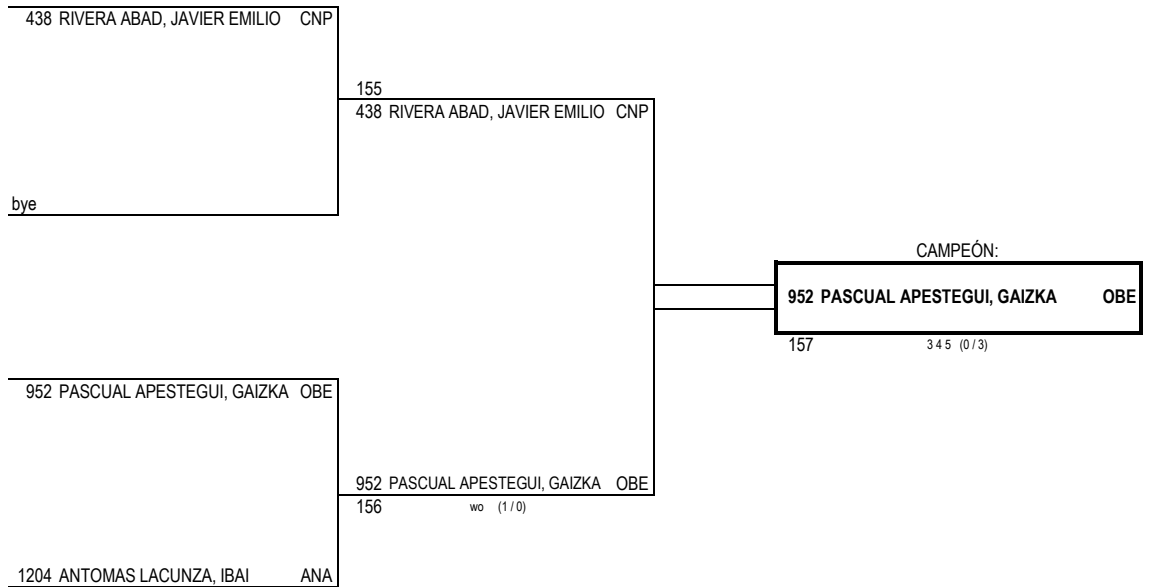 438 RIVERA ABAD, JAVIER EMILIO CNP
155
438 RIVERA ABAD, JAVIER EMILIO CNP
bye
CAMPEÓN:
952 PASCUAL APESTEGUI, GAIZKA OBE
157 3 4 5 (0 / 3)
952 PASCUAL APESTEGUI, GAIZKA OBE
952 PASCUAL APESTEGUI, GAIZKA OBE
156 wo (1 / 0)
1204 ANTOMAS LACUNZA, IBAI ANA